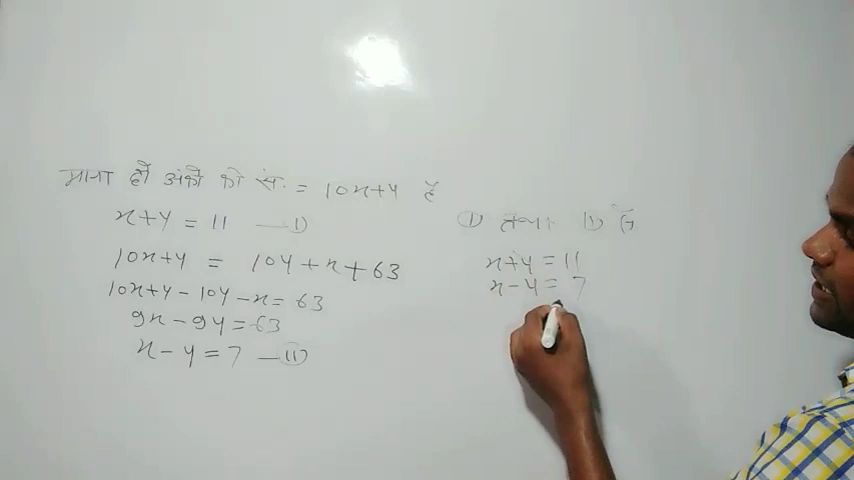 माना दो अंको की सं. = 10x+y है
x+y = 11 — (i)
10x+y = 10y+x+63
10x+y-10y-x = 63
9x-9y = 63
x-y = 7 — (ii)
(i) तथा (ii) से
x+y = 11
x-y = 7